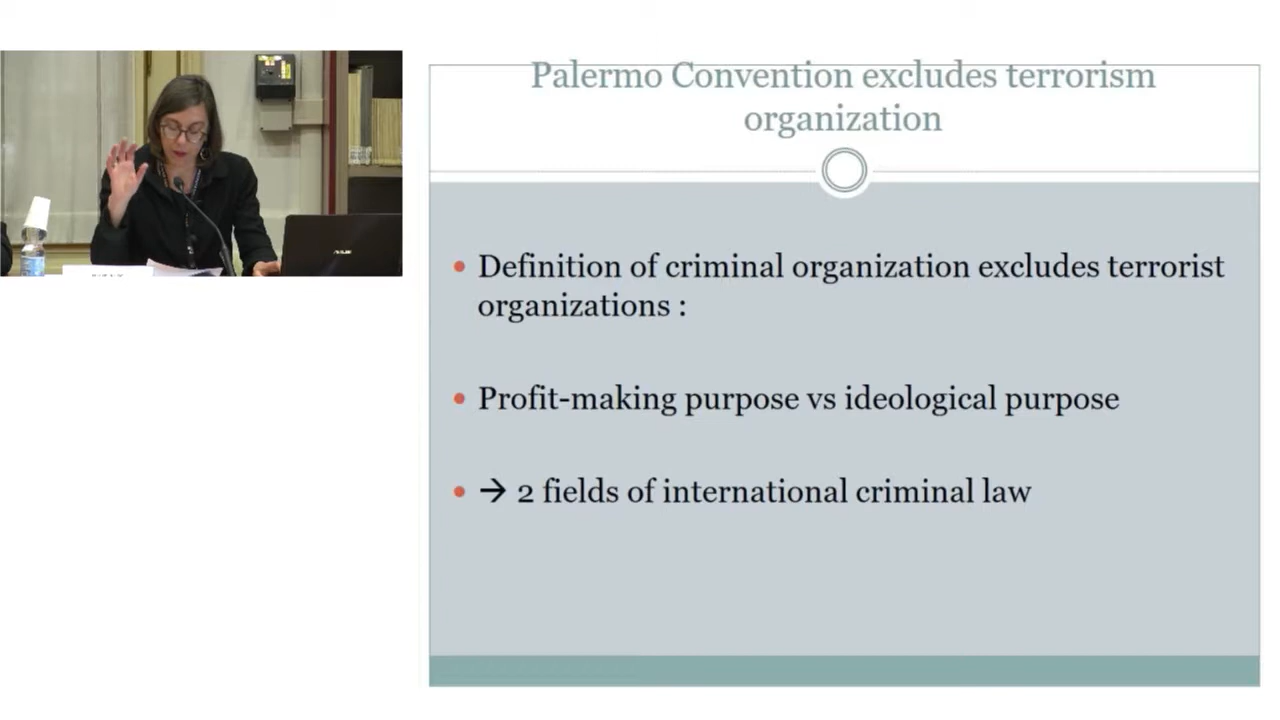 Palermo Convention excludes terrorism
organization
• Definition of criminal organization excludes terrorist
organizations :
• Profit-making purpose vs ideological purpose
• → 2 fields of international criminal law
ASUS